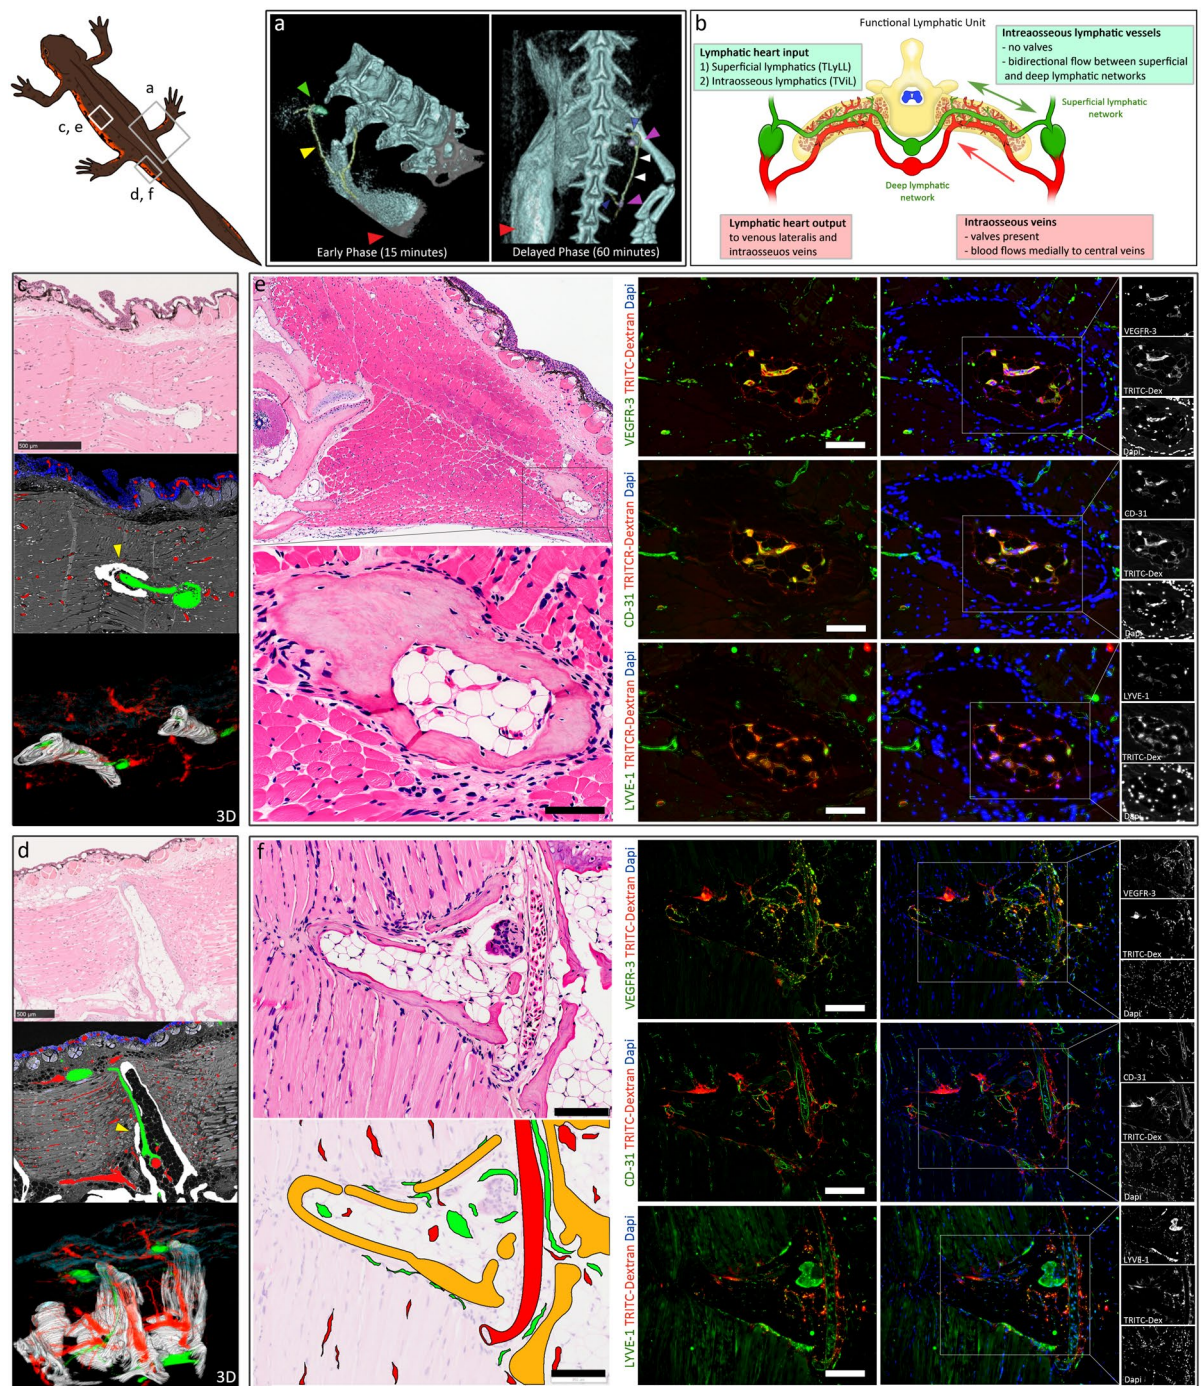 a
c, e
d, f
a
Early Phase (15 minutes)
Delayed Phase (60 minutes)
b
Functional Lymphatic Unit
Lymphatic heart input
1) Superficial lymphatics (TLyLL)
2) Intraosseous lymphatics (TViL)
Intreaosseous lymphatic vessels
- no valves
- bidirectional flow between superficial
and deep lymphatic networks
Superficial lymphatic
network
Deep lymphatic
network
Lymphatic heart output
to venous lateralis and
intraosseuos veins
Intraosseous veins
- valves present
- blood flows medially to central veins
c
500 µm
3D
e
VEGFR-3 TRITC-Dextran Dapi
VEGFR-3
TRITC-Dex
Dapi
CD-31 TRITCR-Dextran Dapi
CD-31
TRITC-Dex
Dapi
LYVE-1 TRITCR-Dextran Dapi
LYVE-1
TRITC-Dex
Dapi
d
500 µm
3D
f
VEGFR-3 TRITC-Dextran Dapi
VEGFR-3
TRITC-Dex
Dapi
CD-31 TRITC-Dextran Dapi
CD-31
TRITC-Dex
Dapi
LYVE-1 TRITC-Dextran Dapi
LYVE-1
TRITC-Dex
Dapi